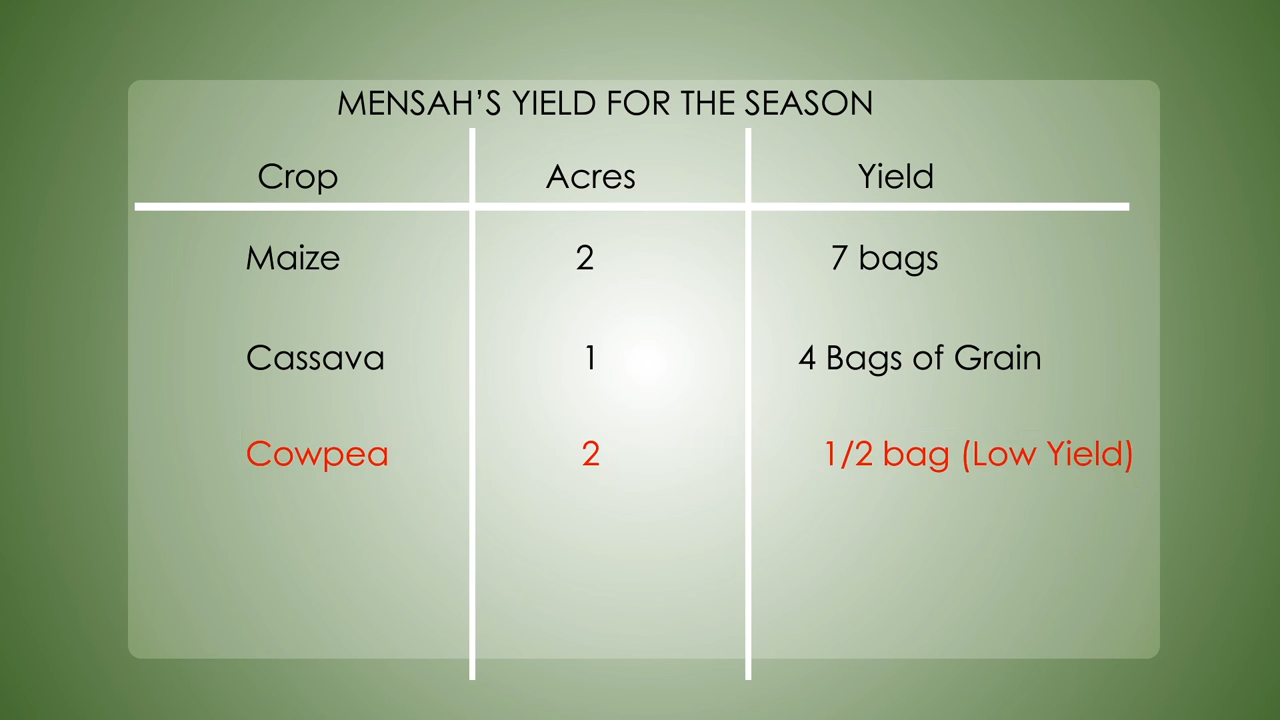 MENSAH'S YIELD FOR THE SEASON
Crop Acres Yield
Maize 2 7 bags
Cassava 1 4 Bags of Grain
Cowpea 2 1/2 bag (Low Yield)